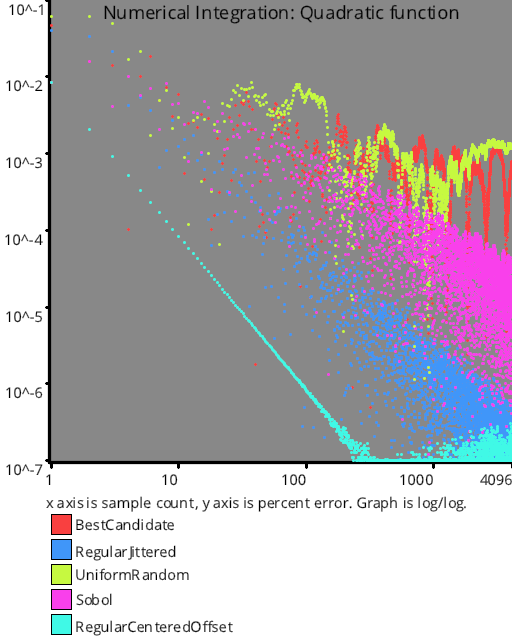 Numerical Integration: Quadratic function
10^-1
10^-2
10^-3
10^-4
10^-5
10^-6
10^-7
1 10 100 1000 4096
x axis is sample count, y axis is percent error. Graph is log/log.
BestCandidate
RegularJittered
UniformRandom
Sobol
RegularCenteredOffset